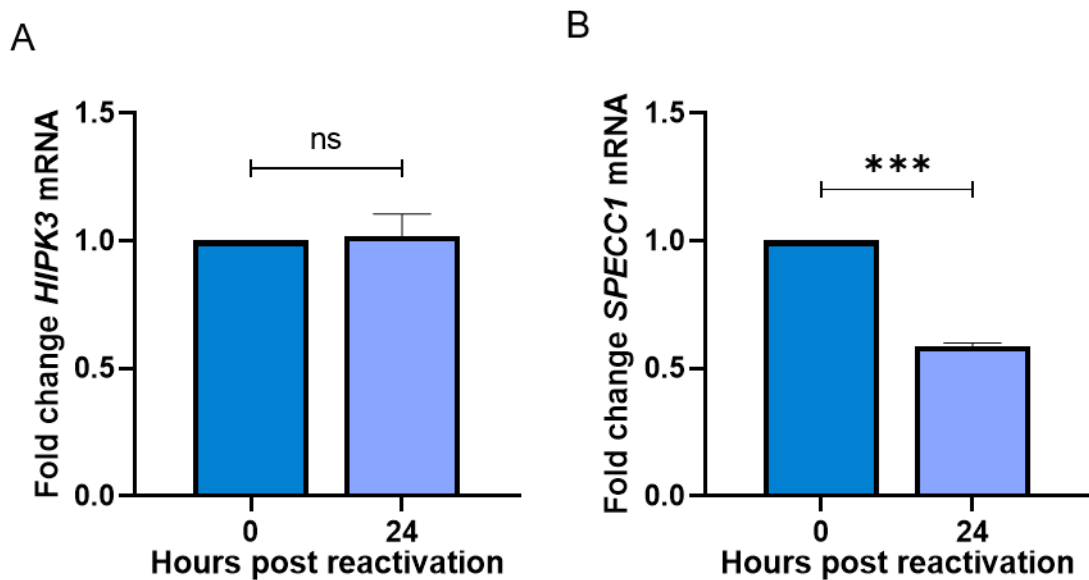 A
Fold change HIPK3 mRNA
1.5
1.0
0.5
0.0
ns
0
24
Hours post reactivation
B
Fold change SPECC1 mRNA
1.5
1.0
0.5
0.0
***
0
24
Hours post reactivation